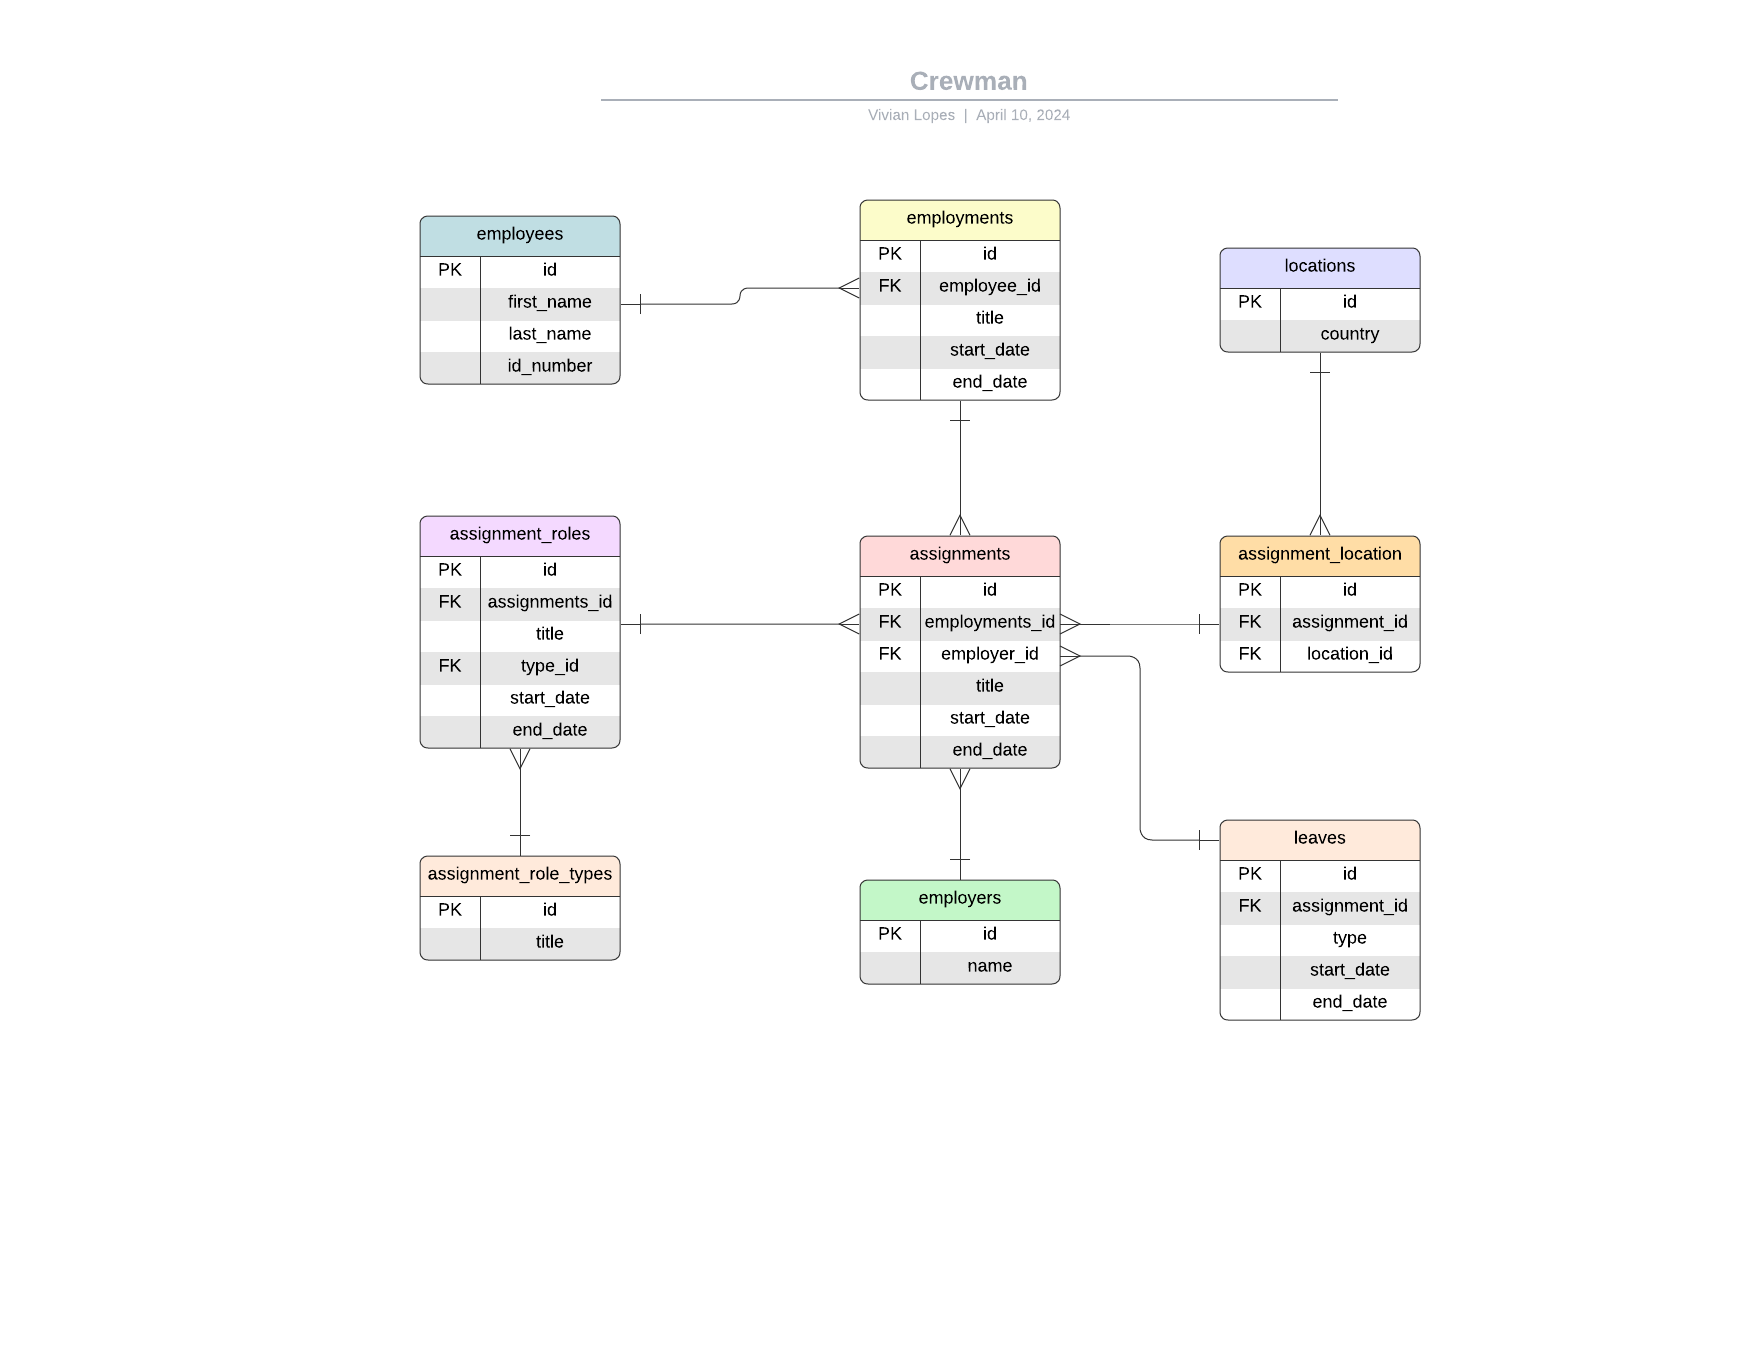 Crewman
Vivian Lopes | April 10, 2024
employees
PK id
first_name
last_name
id_number
employments
PK id
FK employee_id
title
start_date
end_date
locations
PK id
country
assignment_roles
PK id
FK assignments_id
title
FK type_id
start_date
end_date
assignments
PK id
FK employments_id
FK employer_id
title
start_date
end_date
assignment_location
PK id
FK assignment_id
FK location_id
assignment_role_types
PK id
title
employers
PK id
name
leaves
PK id
FK assignment_id
type
start_date
end_date